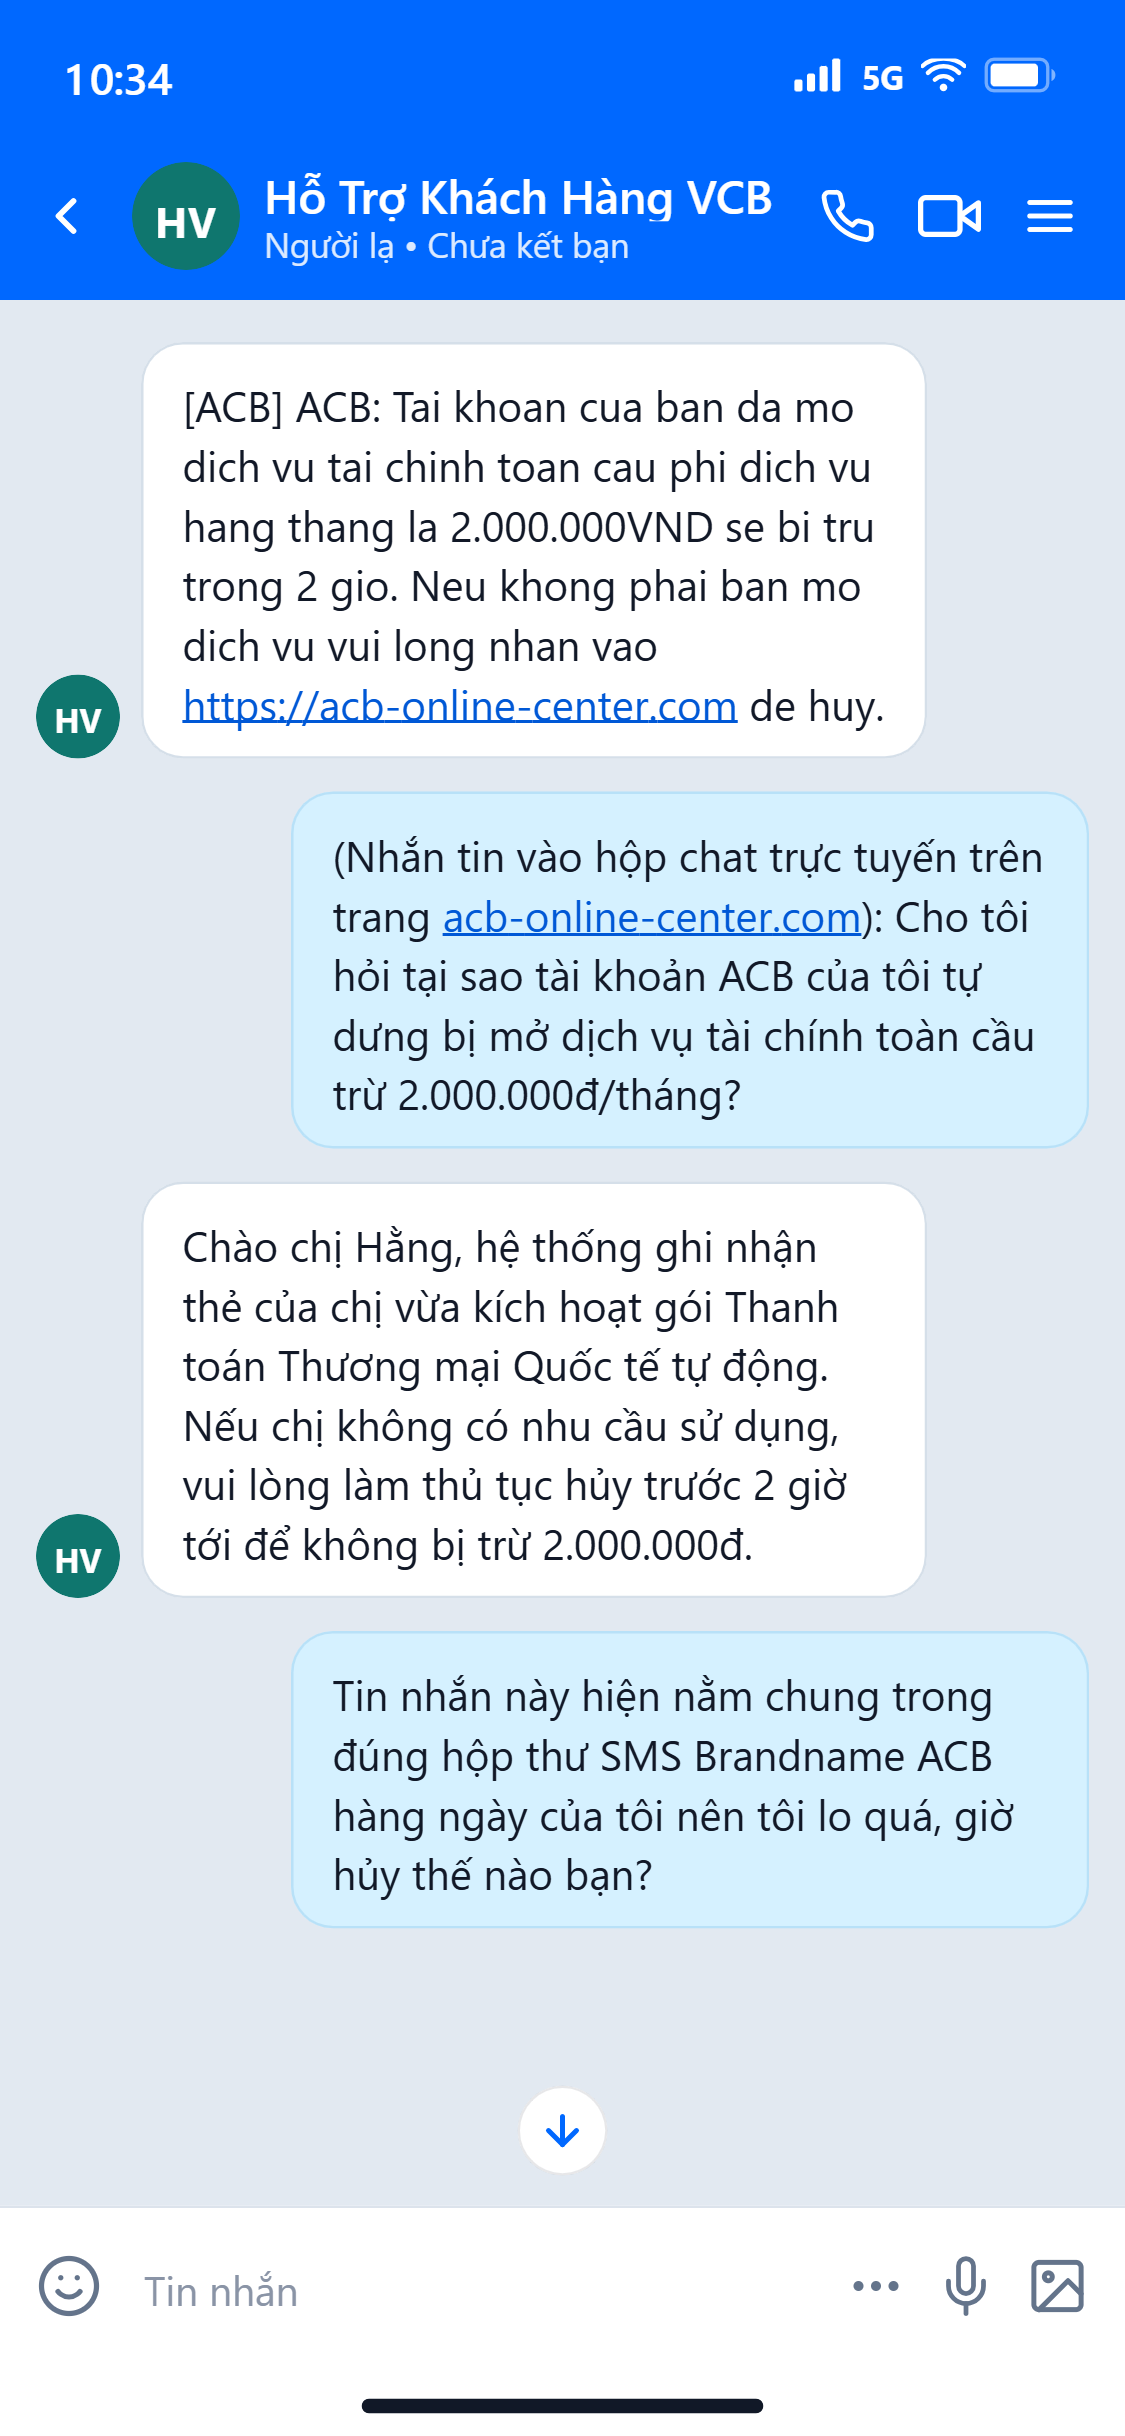 10:34
5G
HV
Hỗ Trợ Khách Hàng VCB
Người lạ • Chưa kết bạn
[ACB] ACB: Tai khoan cua ban da mo
dich vu tai chinh toan cau phi dich vu
hang thang la 2.000.000VND se bi tru
trong 2 gio. Neu khong phai ban mo
dich vu vui long nhan vao
https://acb-online-center.com de huy.
HV
(Nhắn tin vào hộp chat trực tuyến trên
trang acb-online-center.com): Cho tôi
hỏi tại sao tài khoản ACB của tôi tự
dưng bị mở dịch vụ tài chính toàn cầu
trừ 2.000.000đ/tháng?
Chào chị Hằng, hệ thống ghi nhận
thẻ của chị vừa kích hoạt gói Thanh
toán Thương mại Quốc tế tự động.
Nếu chị không có nhu cầu sử dụng,
vui lòng làm thủ tục hủy trước 2 giờ
tới để không bị trừ 2.000.000đ.
HV
Tin nhắn này hiện nằm chung trong
đúng hộp thư SMS Brandname ACB
hàng ngày của tôi nên tôi lo quá, giờ
hủy thế nào bạn?
Tin nhắn